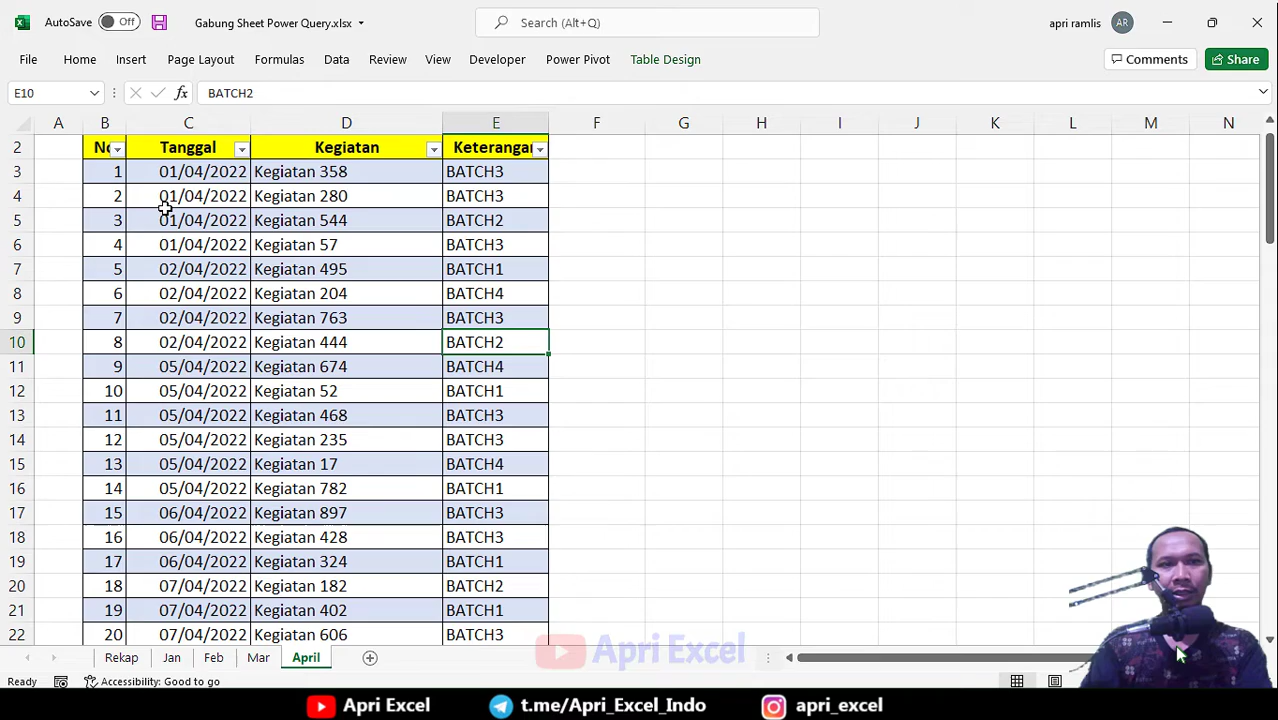 AutoSave Off Gabung Sheet Power Query.xlsx Search (Alt+Q) apri ramlis AR
File Home Insert Page Layout Formulas Data Review View Developer Power Pivot Table Design Comments Share
E10 fx BATCH2
A B C D E F G H I J K L M N
2 No Tanggal Kegiatan Keterangan
3 1 01/04/2022 Kegiatan 358 BATCH3
4 2 01/04/2022 Kegiatan 280 BATCH3
5 3 01/04/2022 Kegiatan 544 BATCH2
6 4 01/04/2022 Kegiatan 57 BATCH3
7 5 02/04/2022 Kegiatan 495 BATCH1
8 6 02/04/2022 Kegiatan 204 BATCH4
9 7 02/04/2022 Kegiatan 763 BATCH3
10 8 02/04/2022 Kegiatan 444 BATCH2
11 9 05/04/2022 Kegiatan 674 BATCH4
12 10 05/04/2022 Kegiatan 52 BATCH1
13 11 05/04/2022 Kegiatan 468 BATCH3
14 12 05/04/2022 Kegiatan 235 BATCH3
15 13 05/04/2022 Kegiatan 17 BATCH4
16 14 05/04/2022 Kegiatan 782 BATCH1
17 15 06/04/2022 Kegiatan 897 BATCH3
18 16 06/04/2022 Kegiatan 428 BATCH3
19 17 06/04/2022 Kegiatan 324 BATCH1
20 18 07/04/2022 Kegiatan 182 BATCH2
21 19 07/04/2022 Kegiatan 402 BATCH1
22 20 07/04/2022 Kegiatan 606 BATCH3
Rekap Jan Feb Mar April Apri Excel
Ready Accessibility: Good to go
Apri Excel t.me/Apri_Excel_Indo apri_excel